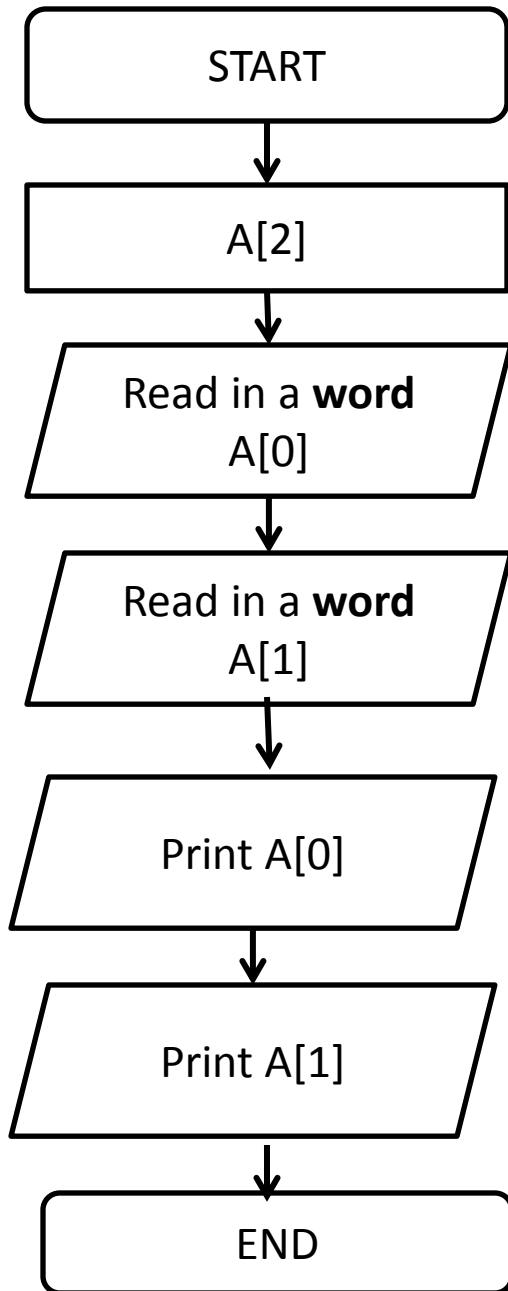 START
A[2]
Read in a word
A[0]
Read in a word
A[1]
Print A[0]
Print A[1]
END